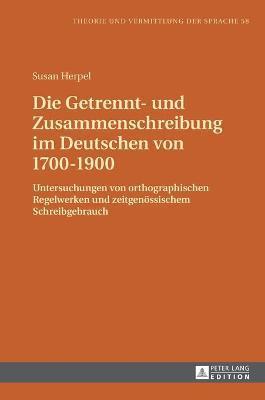 THEORIE UND VERMITTLUNG DER SPRACHE 58
Susan Herpel
Die Getrennt- und
Zusammenschreibung
im Deutschen von
1700-1900
Untersuchungen von orthographischen
Regelwerken und zeitgenössischem
Schreibgebrauch
PETER LANG
EDITION